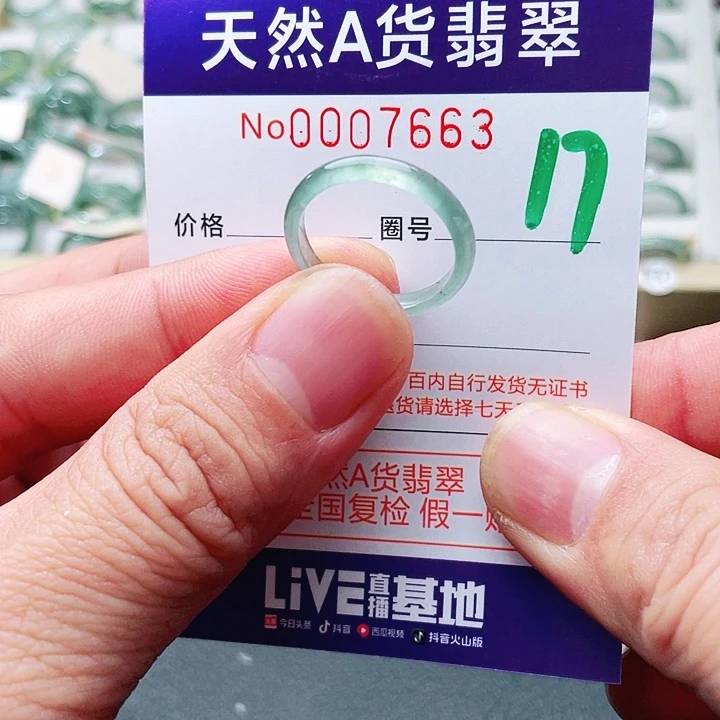 天然A货翡翠
No0007663
17
价格 圈号
百内自行发货无证书
货请选择七天
然A货翡翠
全国复检 假一
LiVE直播基地
今日头条 抖音 西瓜视频 抖音火山版